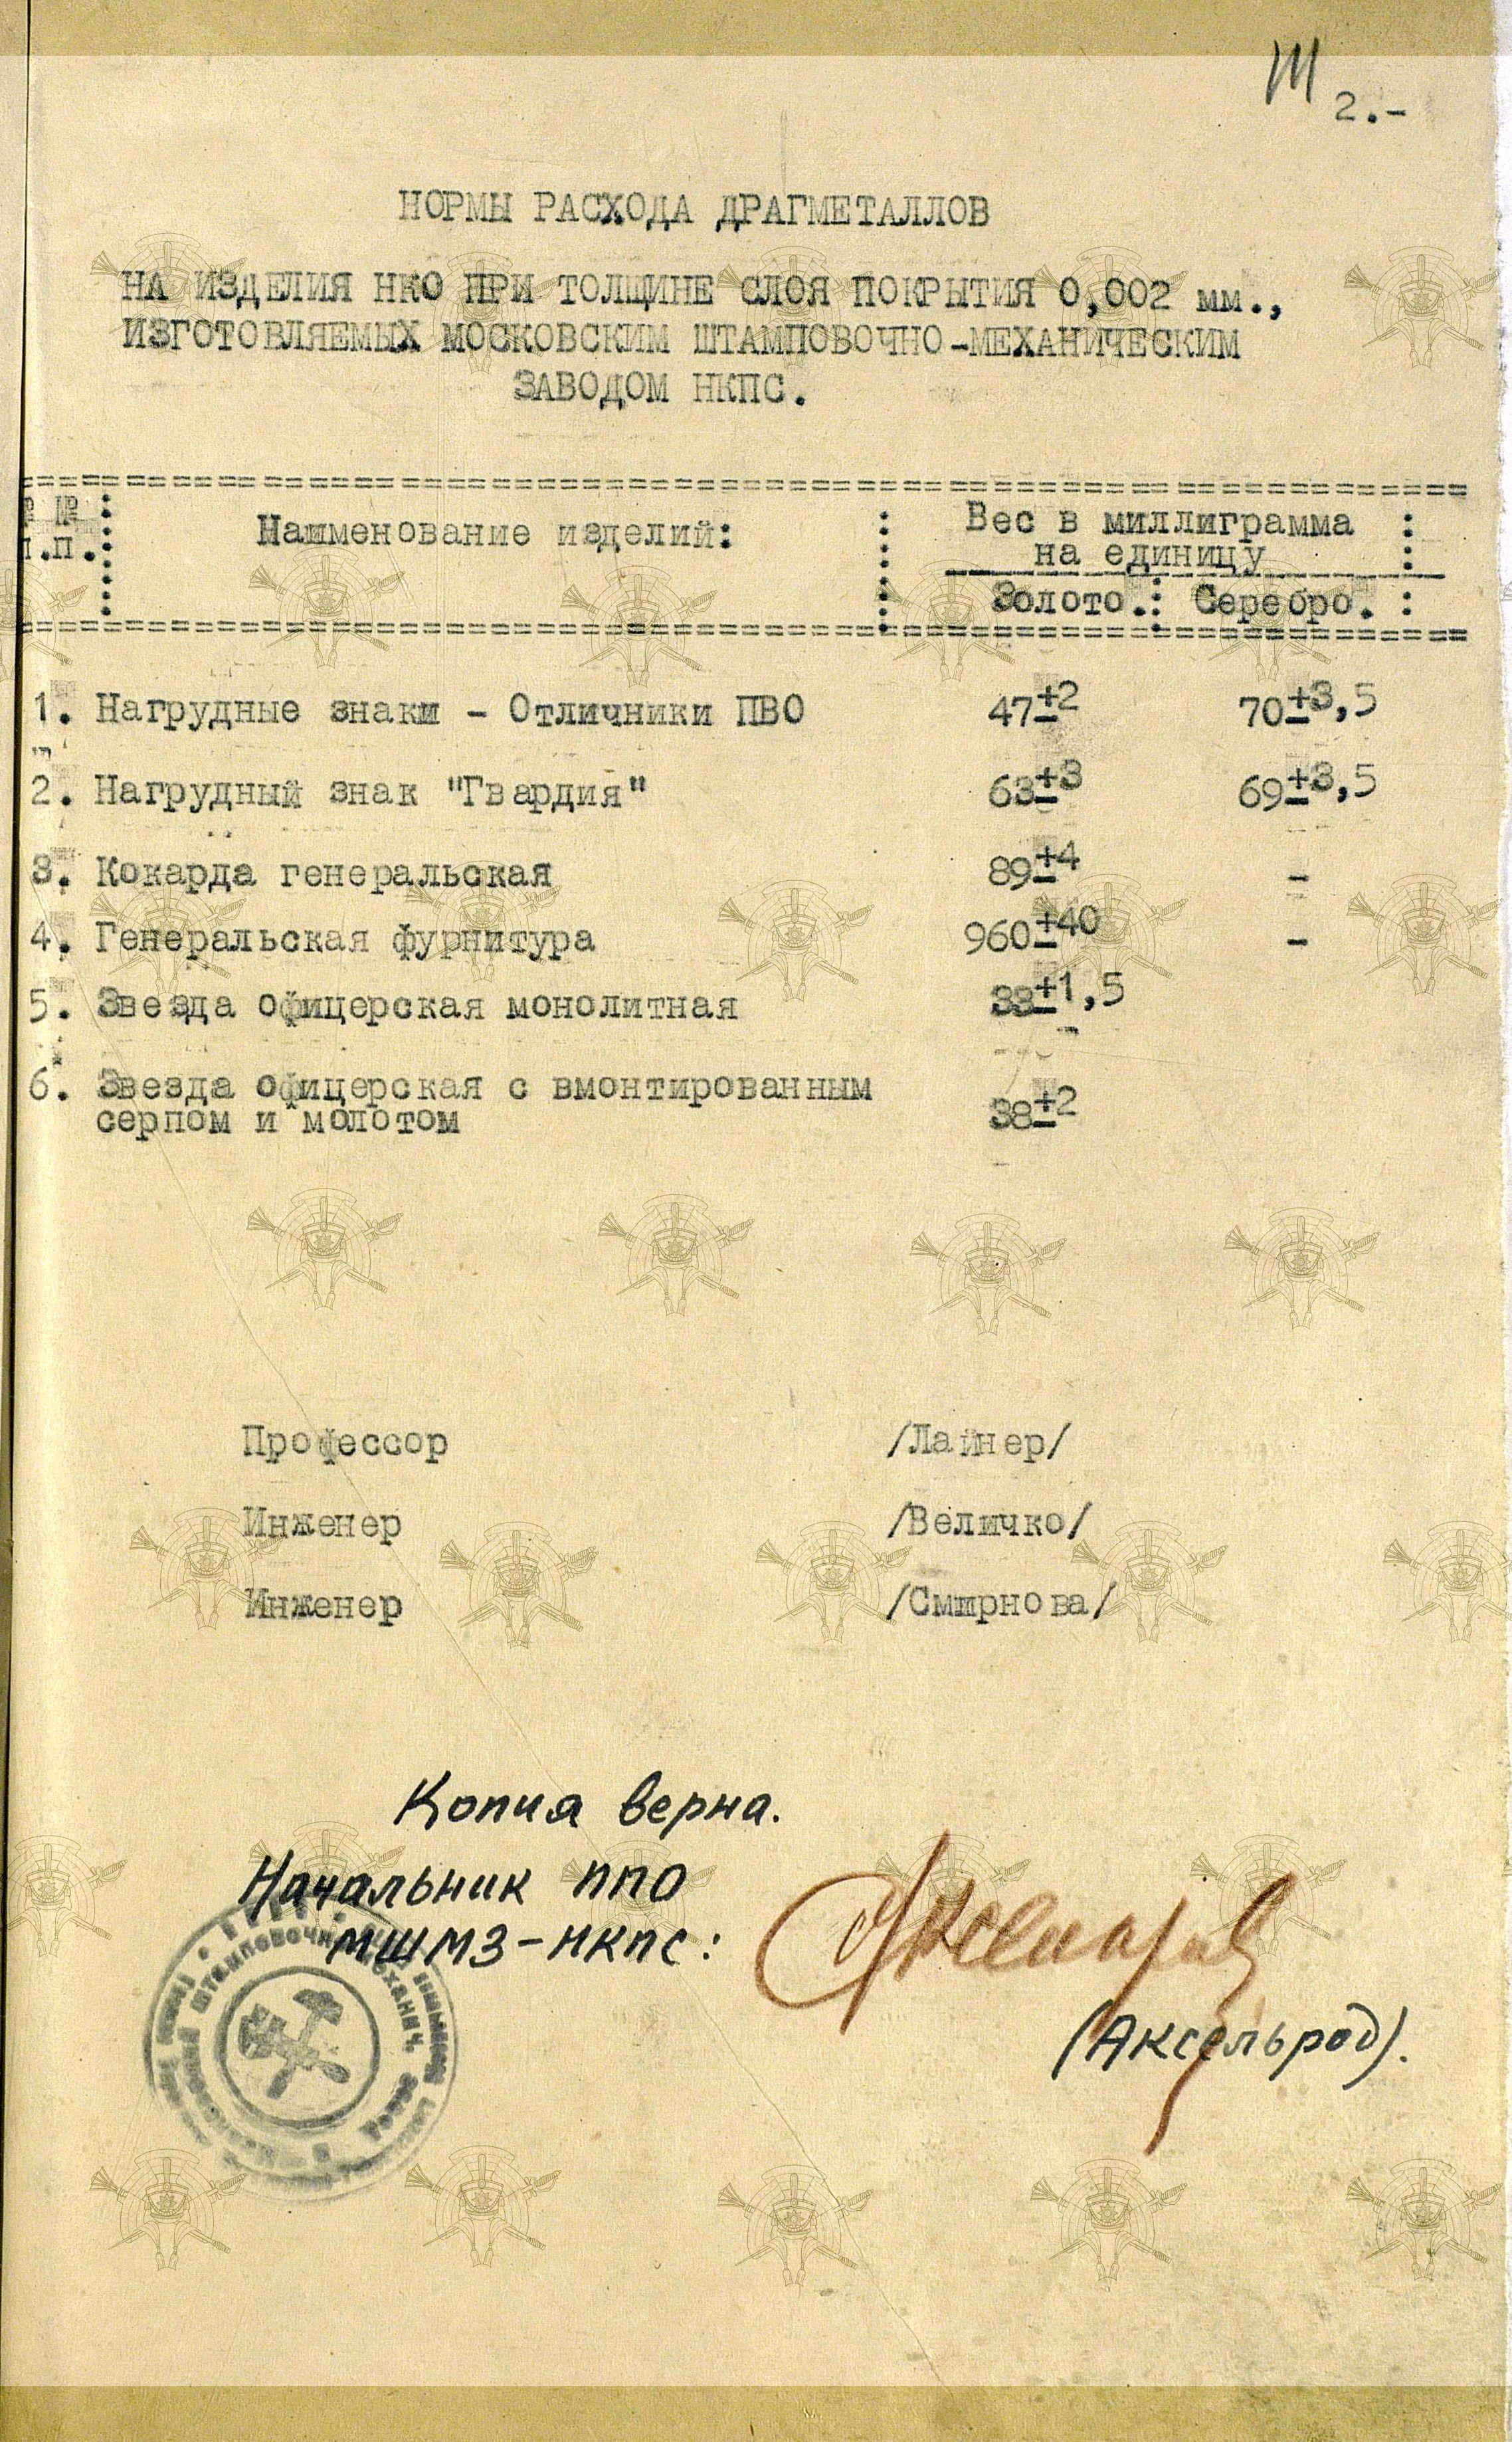 2.-
НОРМЫ РАСХОДА ДРАГМЕТАЛЛОВ
НА ИЗДЕЛИЯ НКО ПРИ ТОЛЩИНЕ СЛОЯ ПОКРЫТИЯ 0,002 мм.,
ИЗГОТОВЛЯЕМЫХ МОСКОВСКИМ ШТАМПОВОЧНО-МЕХАНИЧЕСКИМ
ЗАВОДОМ НКПС.
№ № : Наименование изделий: : Вес в миллиграмма :
п.п. : : на единицу :
Золото. : Серебро. :
1. Нагрудные знаки - Отличники ПВО 47±2 70±3,5
2. Нагрудный знак "Гвардия" 63±3 69±3,5
3. Кокарда генеральская 89±4 -
4. Генеральская фурнитура 960±40 -
5. Звезда офицерская монолитная 33±1,5
6. Звезда офицерская с вмонтированным
серпом и молотом 38±2
Профессор /Лайнер/
Инженер /Величко/
Инженер /Смирнова/
Копия верна.
Начальник ППО
МШМЗ-НКПС:
(Аксельрод).